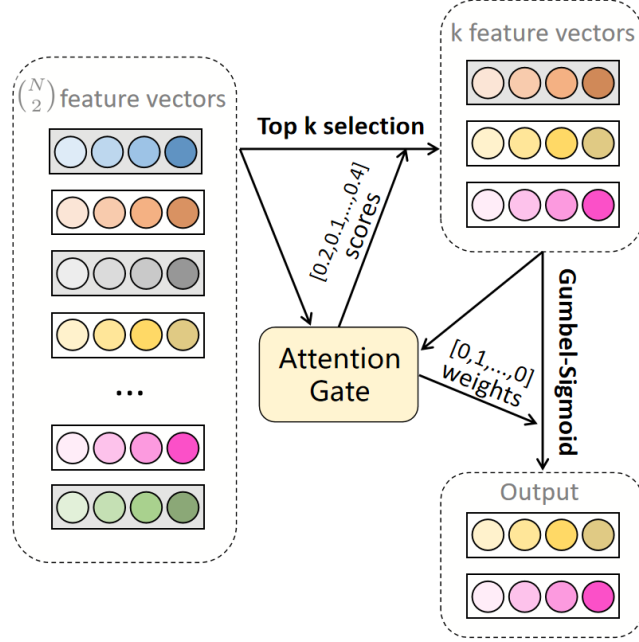 (N 2) feature vectors
...
Top k selection
[0.2,0.1,...,0.4]
scores
k feature vectors
Attention
Gate
[0,1,...,0]
weights
Gumbel-Sigmoid
Output